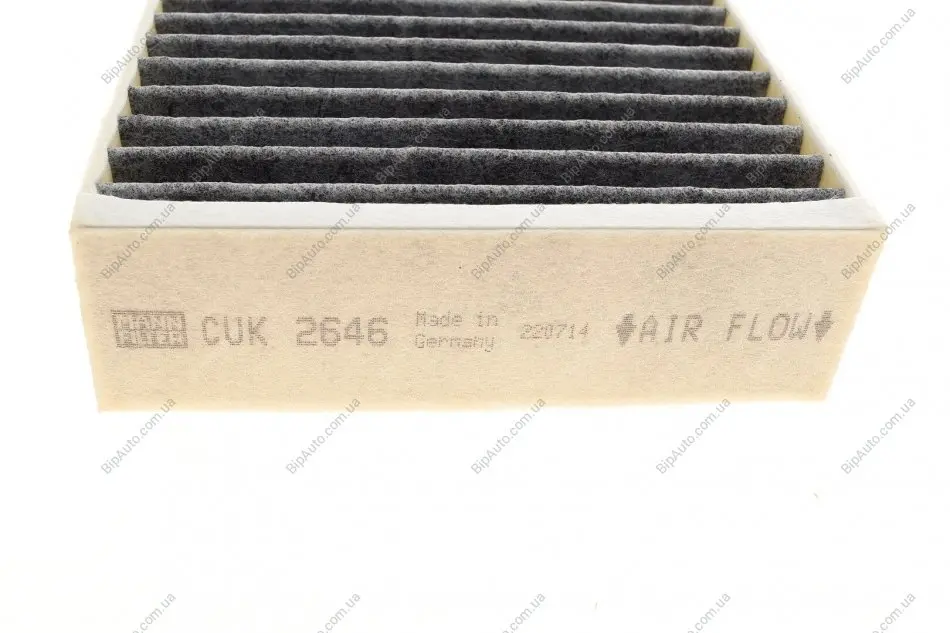 MANN
FILTER
CUK 2646
Made in
Germany
220714
AIR FLOW
BipAuto.com.ua